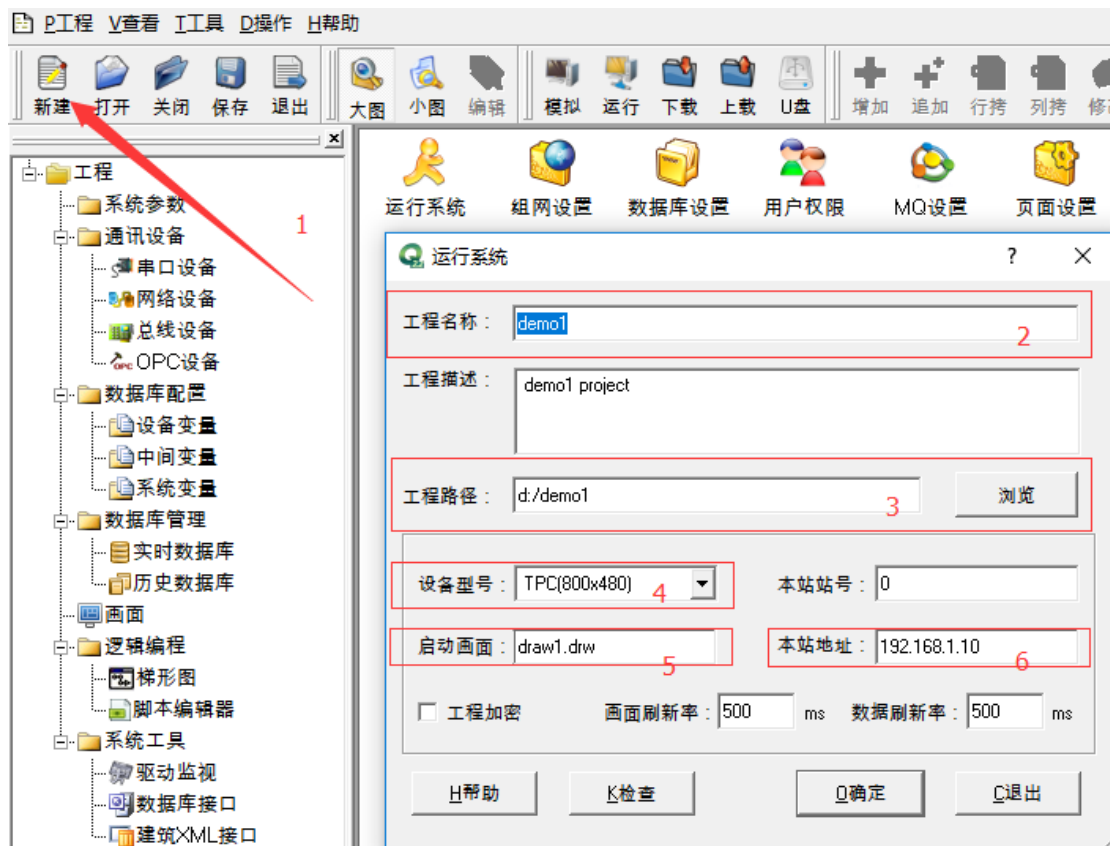 P工程 V查看 T工具 D操作 H帮助
新建 打开 关闭 保存 退出 大图 小图 编辑 模拟 运行 下载 上载 U盘 增加 追加 行拷 列拷
工程
系统参数
1
通讯设备
串口设备
网络设备
总线设备
OPC设备
数据库配置
设备变量
中间变量
系统变量
数据库管理
实时数据库
历史数据库
画面
逻辑编程
梯形图
脚本编辑器
系统工具
驱动监视
数据库接口
建筑XML接口
运行系统 组网设置 数据库设置 用户权限 MQ设置 页面设置
运行系统 ?
工程名称： demo1 2
工程描述： demo1 project
工程路径： d:/demo1 3 浏览
设备型号： TPC(800x480) 4 本站站号： 0
启动画面： draw1.drw 5 本站地址： 192.168.1.10 6
工程加密 画面刷新率： 500 ms 数据刷新率： 500 ms
H帮助 K检查 O确定 C退出